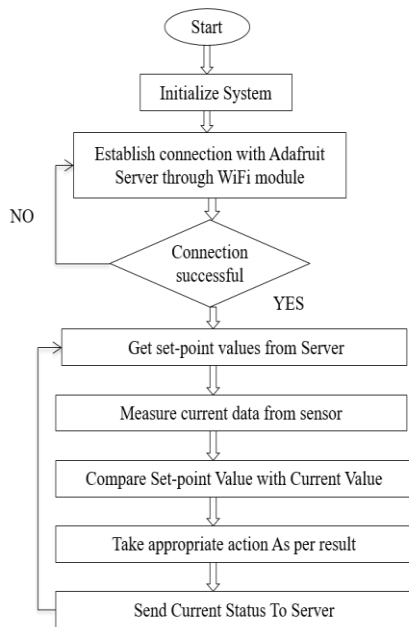 Start
Initialize System
Establish connection with Adafruit
Server through WiFi module
NO
Connection
successful
YES
Get set-point values from Server
Measure current data from sensor
Compare Set-point Value with Current Value
Take appropriate action As per result
Send Current Status To Server